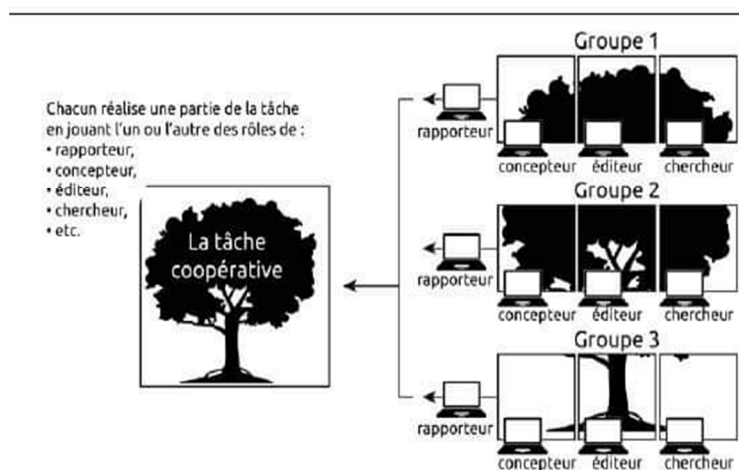 Chacun réalise une partie de la tâche
en jouant l'un ou l'autre des rôles de :
• rapporteur,
• concepteur,
• éditeur,
• chercheur,
• etc.
La tâche
coopérative
Groupe 1
rapporteur
concepteur éditeur chercheur
Groupe 2
rapporteur
concepteur éditeur chercheur
Groupe 3
rapporteur
concepteur éditeur chercheur